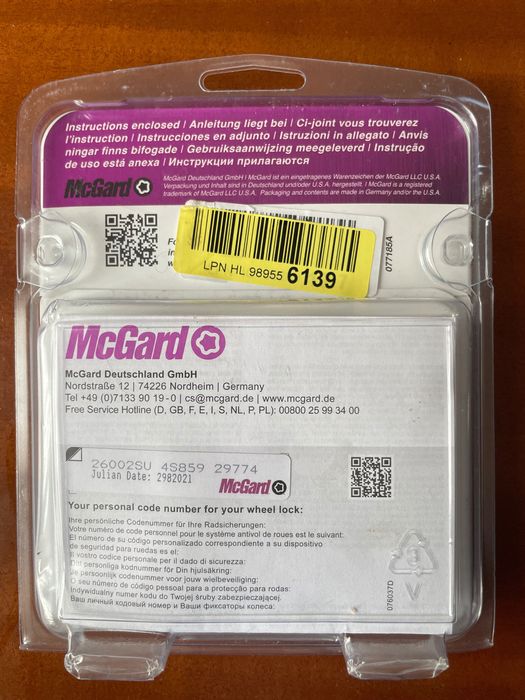 Instructions enclosed | Anleitung liegt bei | Ci-joint vous trouverez
l'instruction | Instrucciones en adjunto | Istruzioni in allegato | Anvis
ningar finns bifogade | Gebruiksaanwijzing meegeleverd | Instrução
de uso está anexa | Инструкции прилагаются
McGard
McGard Deutschland GmbH I McGard ist ein eingetragenes Warenzeichen der McGard LLC U.S.A.
Verpackung und Inhalt sind in Deutschland und/oder U.S.A. hergestellt. I McGard is a registered
trademark of McGard LLC U.S.A. Packaging and contents are made in Germany and/or the U.S.A.
LPN HL 98955 6139
077185A
McGard
McGard Deutschland GmbH
Nordstraße 12 | 74226 Nordheim | Germany
Tel +49 (0)7133 90 19-0 | cs@mcgard.de | www.mcgard.de
Free Service Hotline (D, GB, F, E, I, S, NL, P, PL): 00800 25 99 34 00
26002SU 4S859 29774
Julian Date: 2982021
McGard
Your personal code number for your wheel lock:
Ihre persönliche Codenummer für Ihre Radsicherungen:
Votre numéro de code personnel pour le système antivol de roues est le suivant:
El número de su código personalizado correspondiente a su dispositivo
de seguridad para ruedas es el:
Il vostro codice personale per il dado di sicurezza:
Ditt personliga kodnummer för Din hjulsäkring:
Je persoonlijk codenummer voor jouw wielbeveiliging:
O seu número de código pessoal para a protecção para rodas:
Indywidualny numer kodu do Twojej śruby zabezpieczającej.
Ваш личный кодовый номер и Ваши фиксаторы колеса:
V
076037D